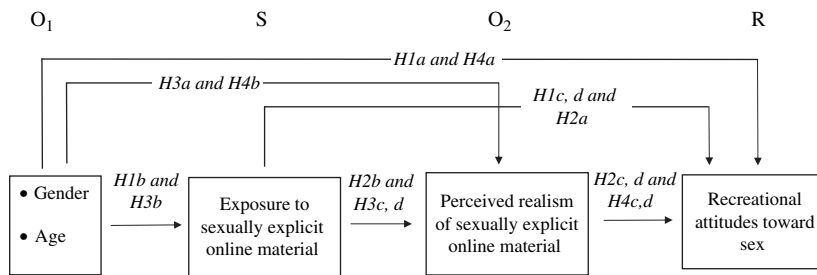 O₁ S O₂ R
H1a and H4a
H3a and H4b
H1c, d and
H2a
• Gender
• Age
H1b and
H3b
Exposure to
sexually explicit
online material
H2b and
H3c, d
Perceived realism
of sexually explicit
online material
H2c, d and
H4c,d
Recreational
attitudes toward
sex